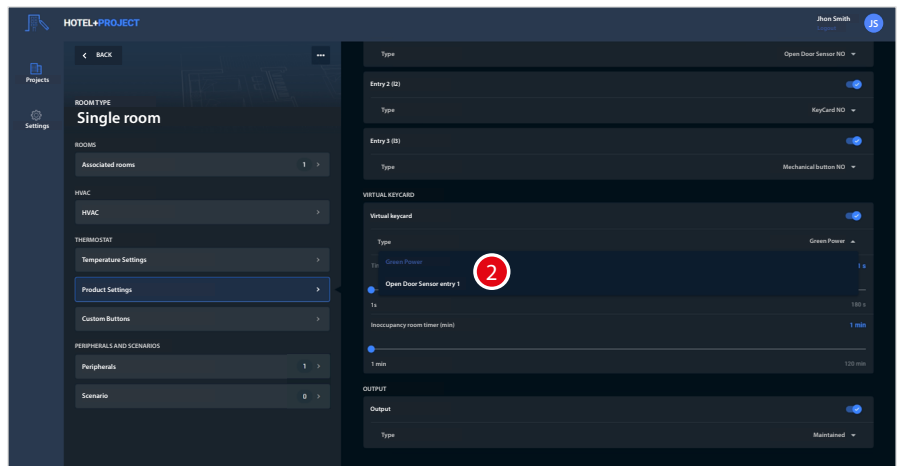 HOTEL+PROJECT
Jhon Smith
Logout
JS
Projects
Settings
BACK
ROOM TYPE
Single room
ROOMS
Associated rooms 1
HVAC
HVAC
THERMOSTAT
Temperature Settings
Product Settings
Custom Buttons
PERIPHERALS AND SCENARIOS
Peripherals 1
Scenario 0
Type Open Door Sensor NO
Entry 2 (I2)
Type KeyCard NO
Entry 3 (I3)
Type Mechanical button NO
VIRTUAL KEYCARD
Virtual keycard
Type Green Power
Green Power
2
Open Door Sensor entry 1
1s 180 s
Inoccupancy room timer (min) 1 min
1 min 120 min
OUTPUT
Output
Type Maintained